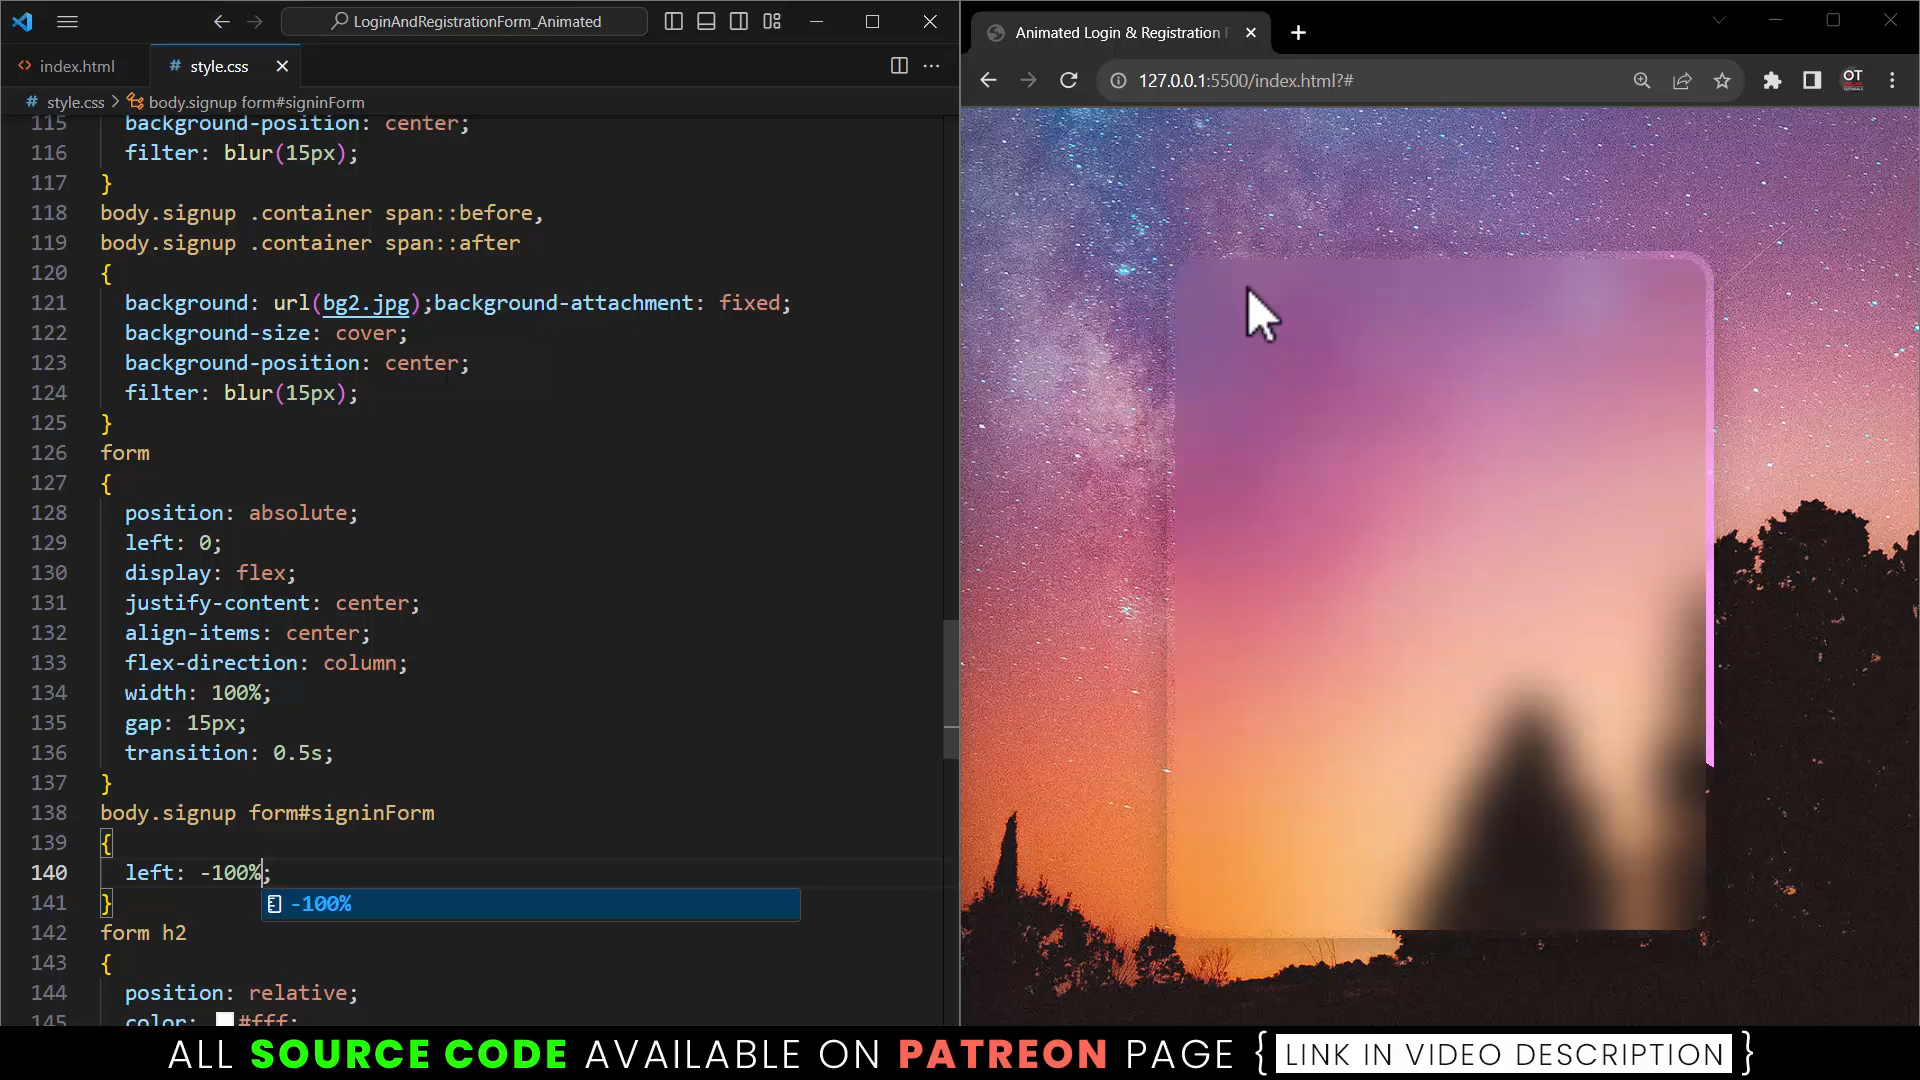 LoginAndRegistrationForm_Animated
index.html
# style.css
# style.css > body.signup form#signinForm
115 background-position: center;
116 filter: blur(15px);
117 }
118 body.signup .container span::before,
119 body.signup .container span::after
120 {
121 background: url(bg2.jpg);background-attachment: fixed;
122 background-size: cover;
123 background-position: center;
124 filter: blur(15px);
125 }
126 form
127 {
128 position: absolute;
129 left: 0;
130 display: flex;
131 justify-content: center;
132 align-items: center;
133 flex-direction: column;
134 width: 100%;
135 gap: 15px;
136 transition: 0.5s;
137 }
138 body.signup form#signinForm
139 {
140 left: -100%;
141 }
-100%
142 form h2
143 {
144 position: relative;
145 color: #fff;
Animated Login & Registration
127.0.0.1:5500/index.html?#
OT
ALL SOURCE CODE AVAILABLE ON PATREON PAGE { LINK IN VIDEO DESCRIPTION }